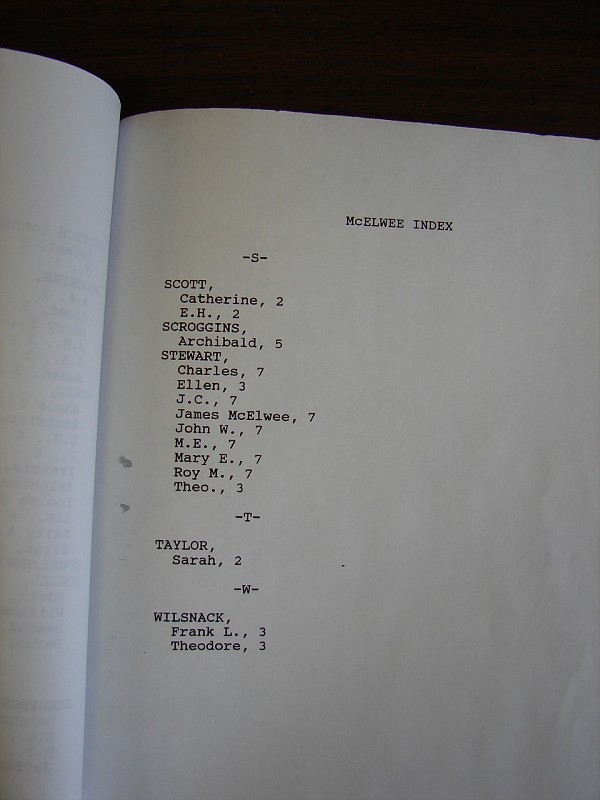 McELWEE INDEX
-S-
SCOTT,
Catherine, 2
E.H., 2
SCROGGINS,
Archibald, 5
STEWART,
Charles, 7
Ellen, 3
J.C., 7
James McElwee, 7
John W., 7
M.E., 7
Mary E., 7
Roy M., 7
Theo., 3
-T-
TAYLOR,
Sarah, 2
-W-
WILSNACK,
Frank L., 3
Theodore, 3